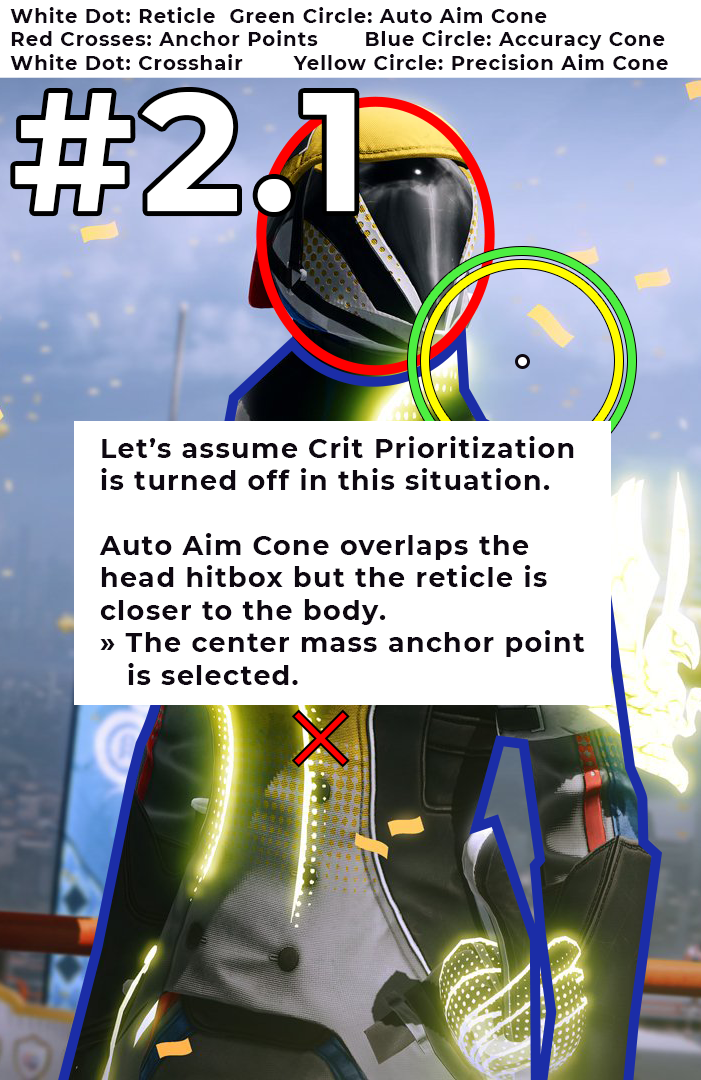 White Dot: Reticle  Green Circle: Auto Aim Cone
Red Crosses: Anchor Points  Blue Circle: Accuracy Cone
White Dot: Crosshair  Yellow Circle: Precision Aim Cone
#2.1
Let’s assume Crit Prioritization
is turned off in this situation.
Auto Aim Cone overlaps the
head hitbox but the reticle is
closer to the body.
» The center mass anchor point
is selected.